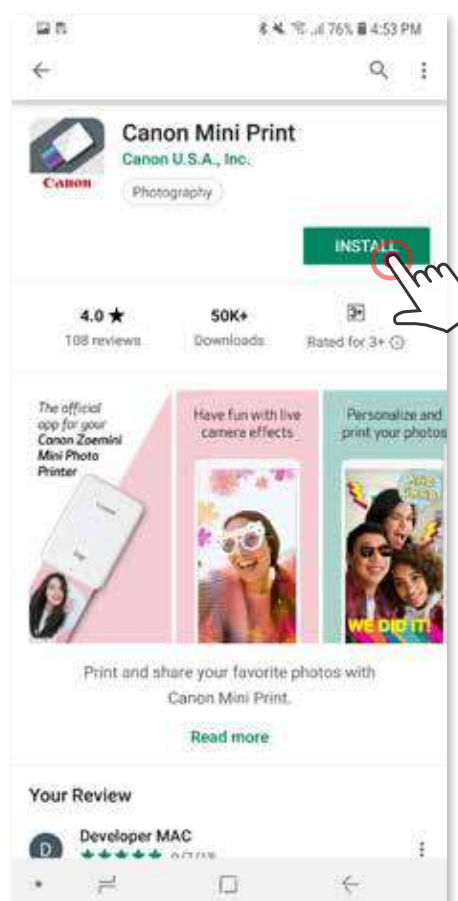 76% 4:53 PM
Canon Mini Print
Canon U.S.A., Inc.
Canon
Photography
INSTALL
4.0 ★
50K+
3+
188 reviews
Downloads
Rated for 3+
The official
app for your
Canon Zoemini
Mini Photo
Printer
Have fun with live
camera effects
Personalize and
print your photos
WE DID IT!
Print and share your favorite photos with
Canon Mini Print.
Read more
Your Review
D
Developer MAC